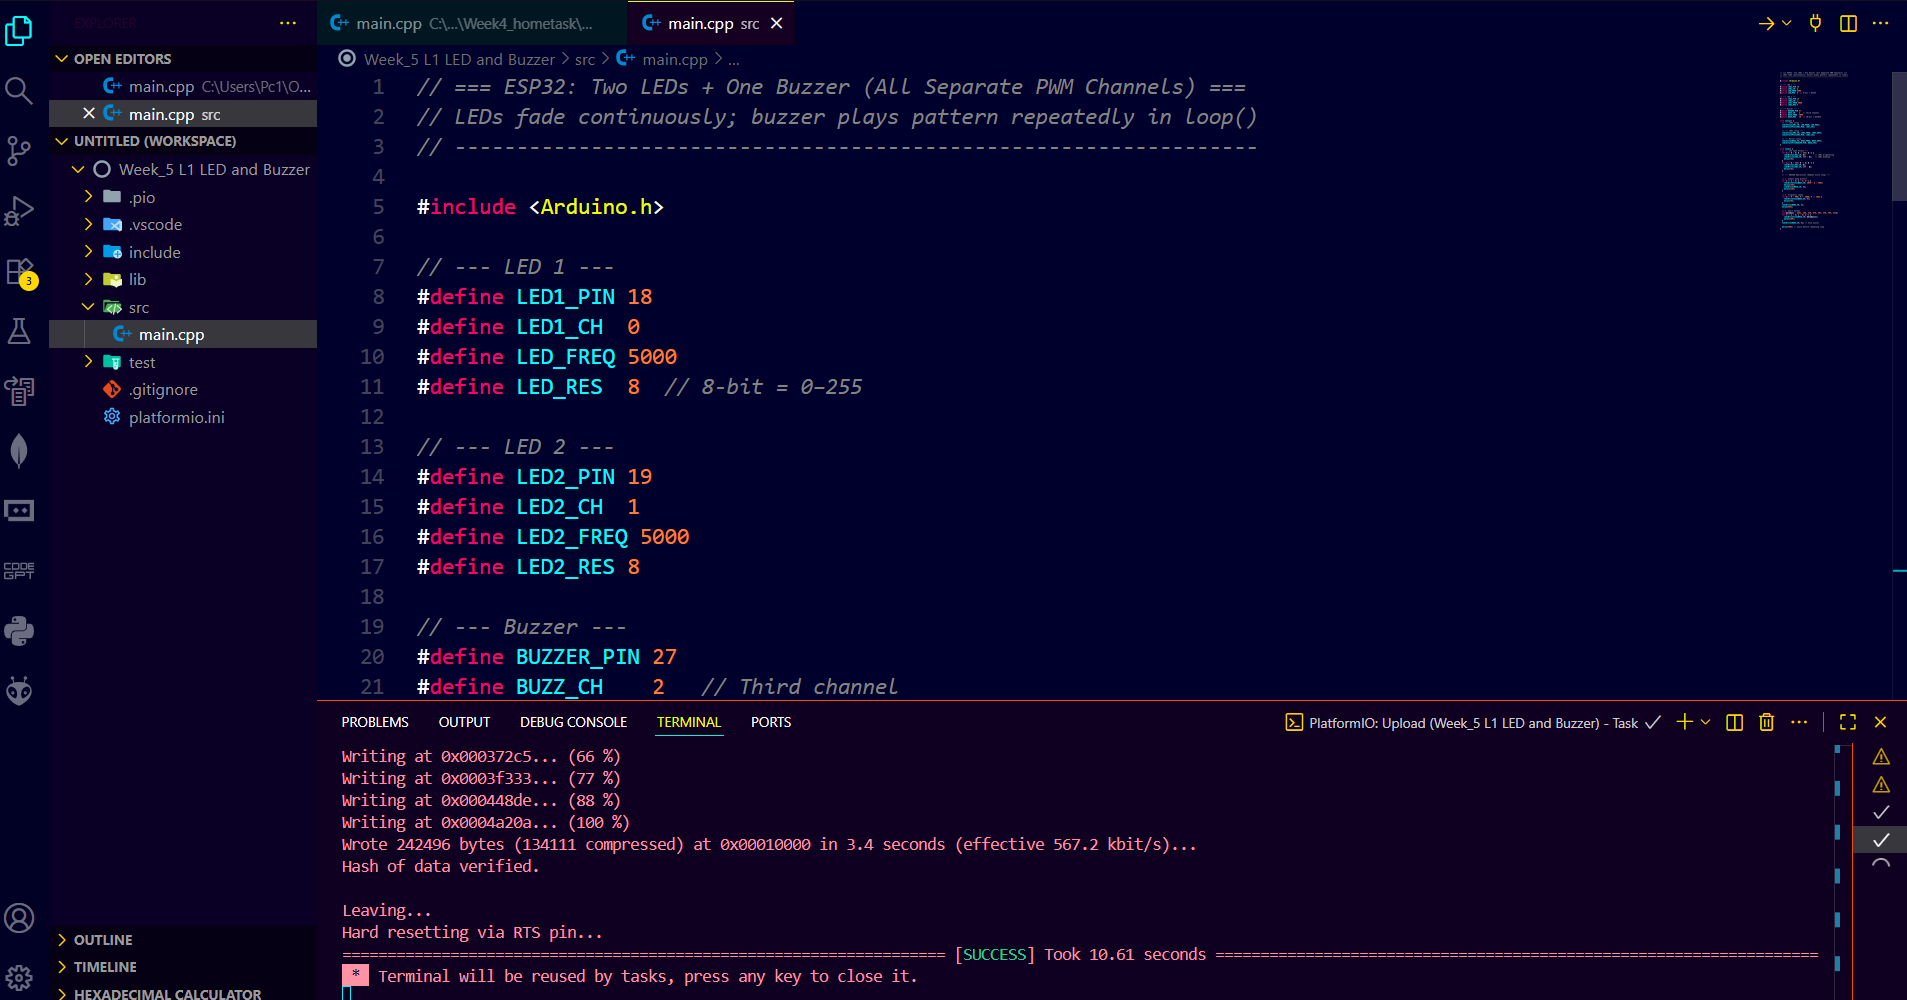 EXPLORER
OPEN EDITORS
main.cpp C:\Users\Pc1\O...
main.cpp src
UNTITLED (WORKSPACE)
Week_5 L1 LED and Buzzer
.pio
.vscode
include
lib
src
main.cpp
test
.gitignore
platformio.ini
3
CODE
GPT
OUTLINE
TIMELINE
HEXADECIMAL CALCULATOR
main.cpp C:\...\Week4_hometask\...
main.cpp src
Week_5 L1 LED and Buzzer > src > main.cpp > ...
1 // === ESP32: Two LEDs + One Buzzer (All Separate PWM Channels) ===
2 // LEDs fade continuously; buzzer plays pattern repeatedly in loop()
3 // -----------------------------------------------------------------
4
5 #include <Arduino.h>
6
7 // --- LED 1 ---
8 #define LED1_PIN 18
9 #define LED1_CH 0
10 #define LED_FREQ 5000
11 #define LED_RES 8 // 8-bit = 0–255
12
13 // --- LED 2 ---
14 #define LED2_PIN 19
15 #define LED2_CH 1
16 #define LED2_FREQ 5000
17 #define LED2_RES 8
18
19 // --- Buzzer ---
20 #define BUZZER_PIN 27
21 #define BUZZ_CH 2 // Third channel
PROBLEMS OUTPUT DEBUG CONSOLE TERMINAL PORTS
PlatformIO: Upload (Week_5 L1 LED and Buzzer) - Task
Writing at 0x000372c5... (66 %)
Writing at 0x0003f333... (77 %)
Writing at 0x000448de... (88 %)
Writing at 0x0004a20a... (100 %)
Wrote 242496 bytes (134111 compressed) at 0x00010000 in 3.4 seconds (effective 567.2 kbit/s)...
Hash of data verified.
Leaving...
Hard resetting via RTS pin...
=================================================================== [SUCCESS] Took 10.61 seconds ===================================================================
* Terminal will be reused by tasks, press any key to close it.